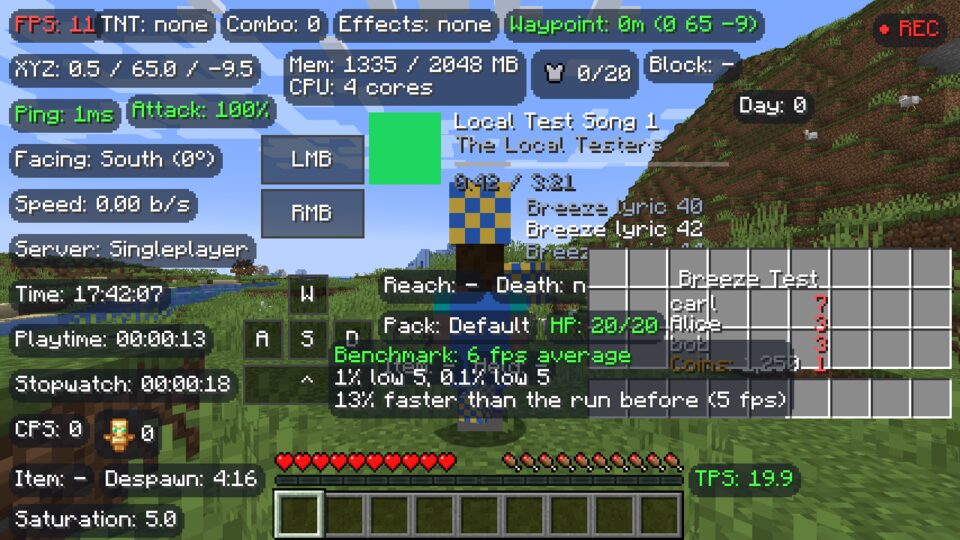 FPS: 11 TNT: none Combo: 0 Effects: none Waypoint: 0m (0 65 -9)
● REC
XYZ: 0.5 / 65.0 / -9.5
Mem: 1335 / 2048 MB
CPU: 4 cores
0/20
Block: -
Day: 0
Ping: 1ms
Attack: 100%
Local Test Song 1
The Local Testers
0:42 / 3:21
Facing: South (0°)
LMB
Speed: 0.00 b/s
RMB
Breeze lyric 40
Breeze lyric 42
Breeze lyric
Server: Singleplayer
Time: 17:42:07
W
Reach: - Death:
Breeze Test
carl 7
Alice 3
bob 3
Coins: 1,250 1
Playtime: 00:00:13
A S D
Pack: Default HP: 20/20
Benchmark: 6 fps average
1% low 5, 0.1% low 5
13% faster than the run before (5 fps)
Stopwatch: 00:00:18
^
CPS: 0
0
Item: - Despawn: 4:16
TPS: 19.9
Saturation: 5.0